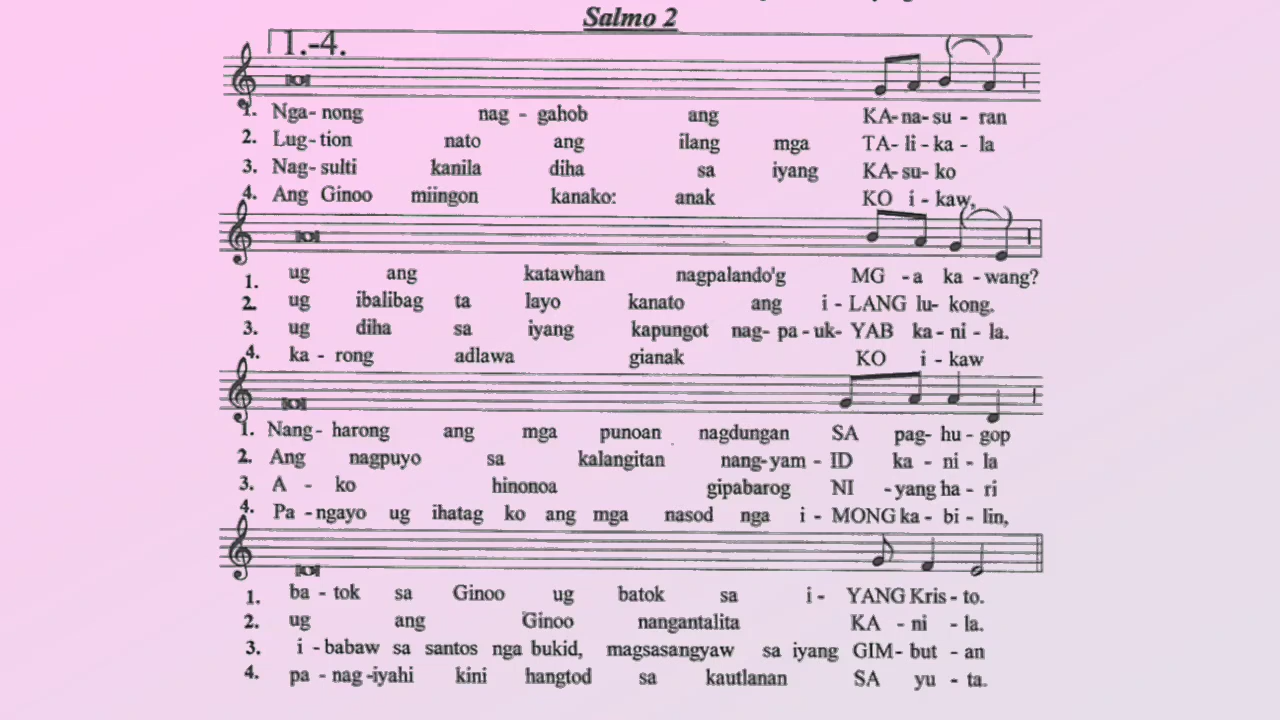 Salmo 2
1.-4.
1. Nga- nong nag - gahob ang KA- na- su - ran
2. Lug- tion nato ang ilang mga TA- li - ka - la
3. Nag- sulti kanila diha sa iyang KA- su- ko
4. Ang Ginoo miingon kanako: anak KO i - kaw,
1. ug ang katawhan nagpalando'g MG -a ka -wang?
2. ug ibalibag ta layo kanato ang i - LANG lu- kong.
3. ug diha sa iyang kapungot nag- pa - uk- YAB ka - ni - la.
4. ka - rong adlawa gianak KO i - kaw
1. Nang- harong ang mga punoan nagdungan SA pag- hu - gop
2. Ang nagpuyo sa kalangitan nang-yam - ID ka - ni - la
3. A - ko hinonoa gipabarog NI -yang ha - ri
4. Pa -ngayo ug ihatag ko ang mga nasod nga i - MONG ka - bi - lin,
1. ba - tok sa Ginoo ug batok sa i - YANG Kris - to.
2. ug ang Ginoo nangantalita KA - ni - la.
3. i - babaw sa santos nga bukid, magsasangyaw sa iyang GIM- but - an
4. pa - nag -iyahi kini hangtod sa kautlanan SA yu - ta.